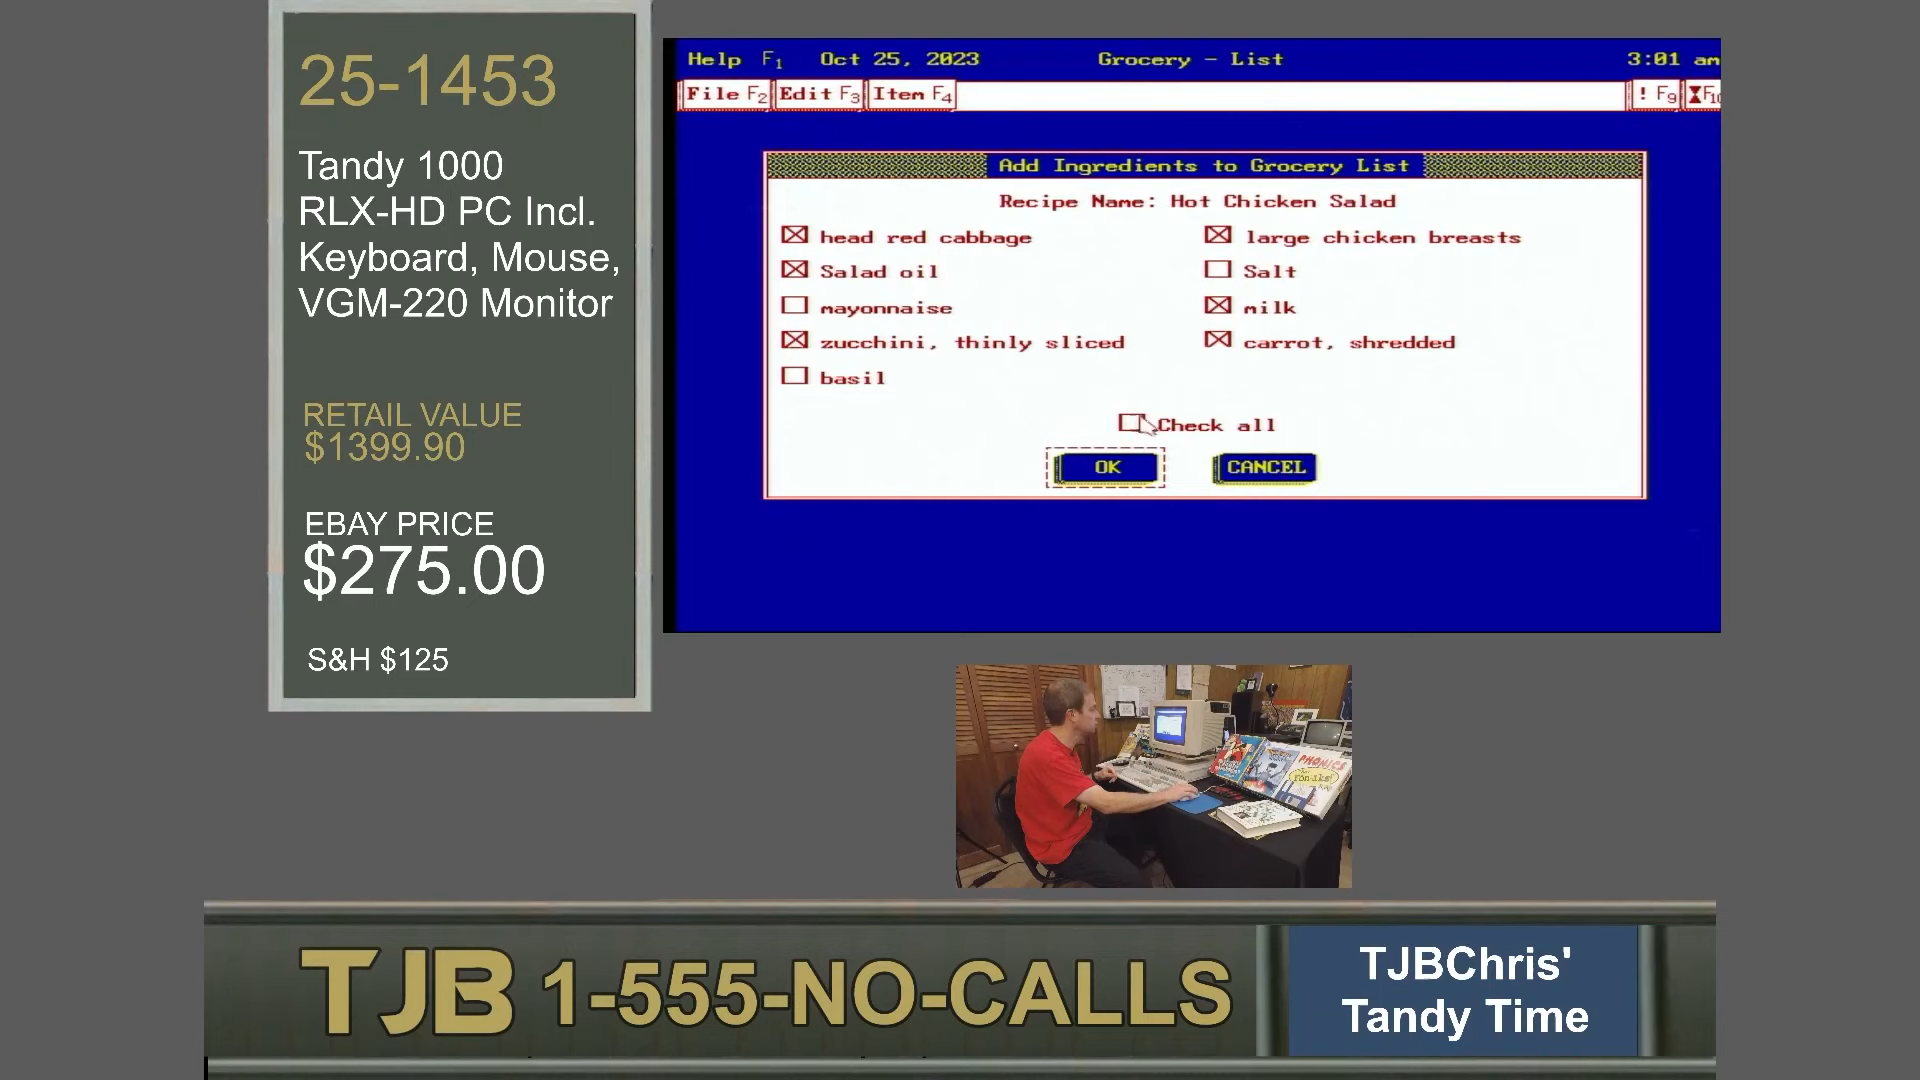 25-1453
Tandy 1000
RLX-HD PC Incl.
Keyboard, Mouse,
VGM-220 Monitor
RETAIL VALUE
$1399.90
EBAY PRICE
$275.00
S&H $125
Help F1 Oct 25, 2023 Grocery - List 3:01 am
File F2 Edit F3 Item F4 ! F9 F10
Add Ingredients to Grocery List
Recipe Name: Hot Chicken Salad
head red cabbage large chicken breasts
Salad oil Salt
mayonnaise milk
zucchini, thinly sliced carrot, shredded
basil
Check all
OK CANCEL
PHONICS
TJB 1-555-NO-CALLS
TJBChris'
Tandy Time